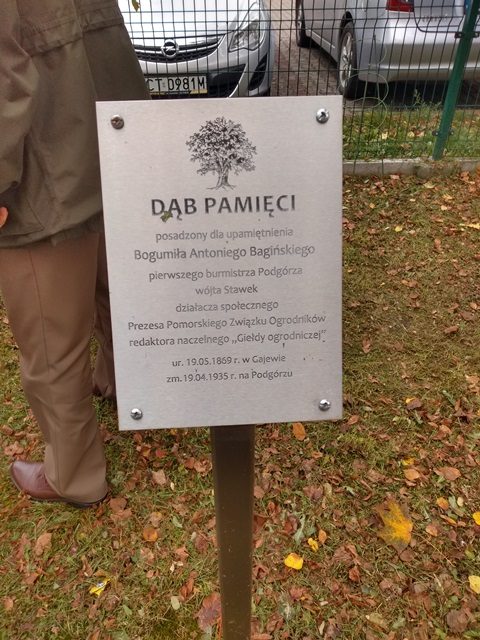 CT D981M
DĄB PAMIĘCI
posadzony dla upamiętnienia
Bogumiła Antoniego Bagińskiego
pierwszego burmistrza Podgórza
wójta Stawek
działacza społecznego
Prezesa Pomorskiego Związku Ogrodników
redaktora naczelnego „Giełdy ogrodniczej”
ur. 19.05.1869 r. w Gajewie
zm. 19.04.1935 r. na Podgórzu